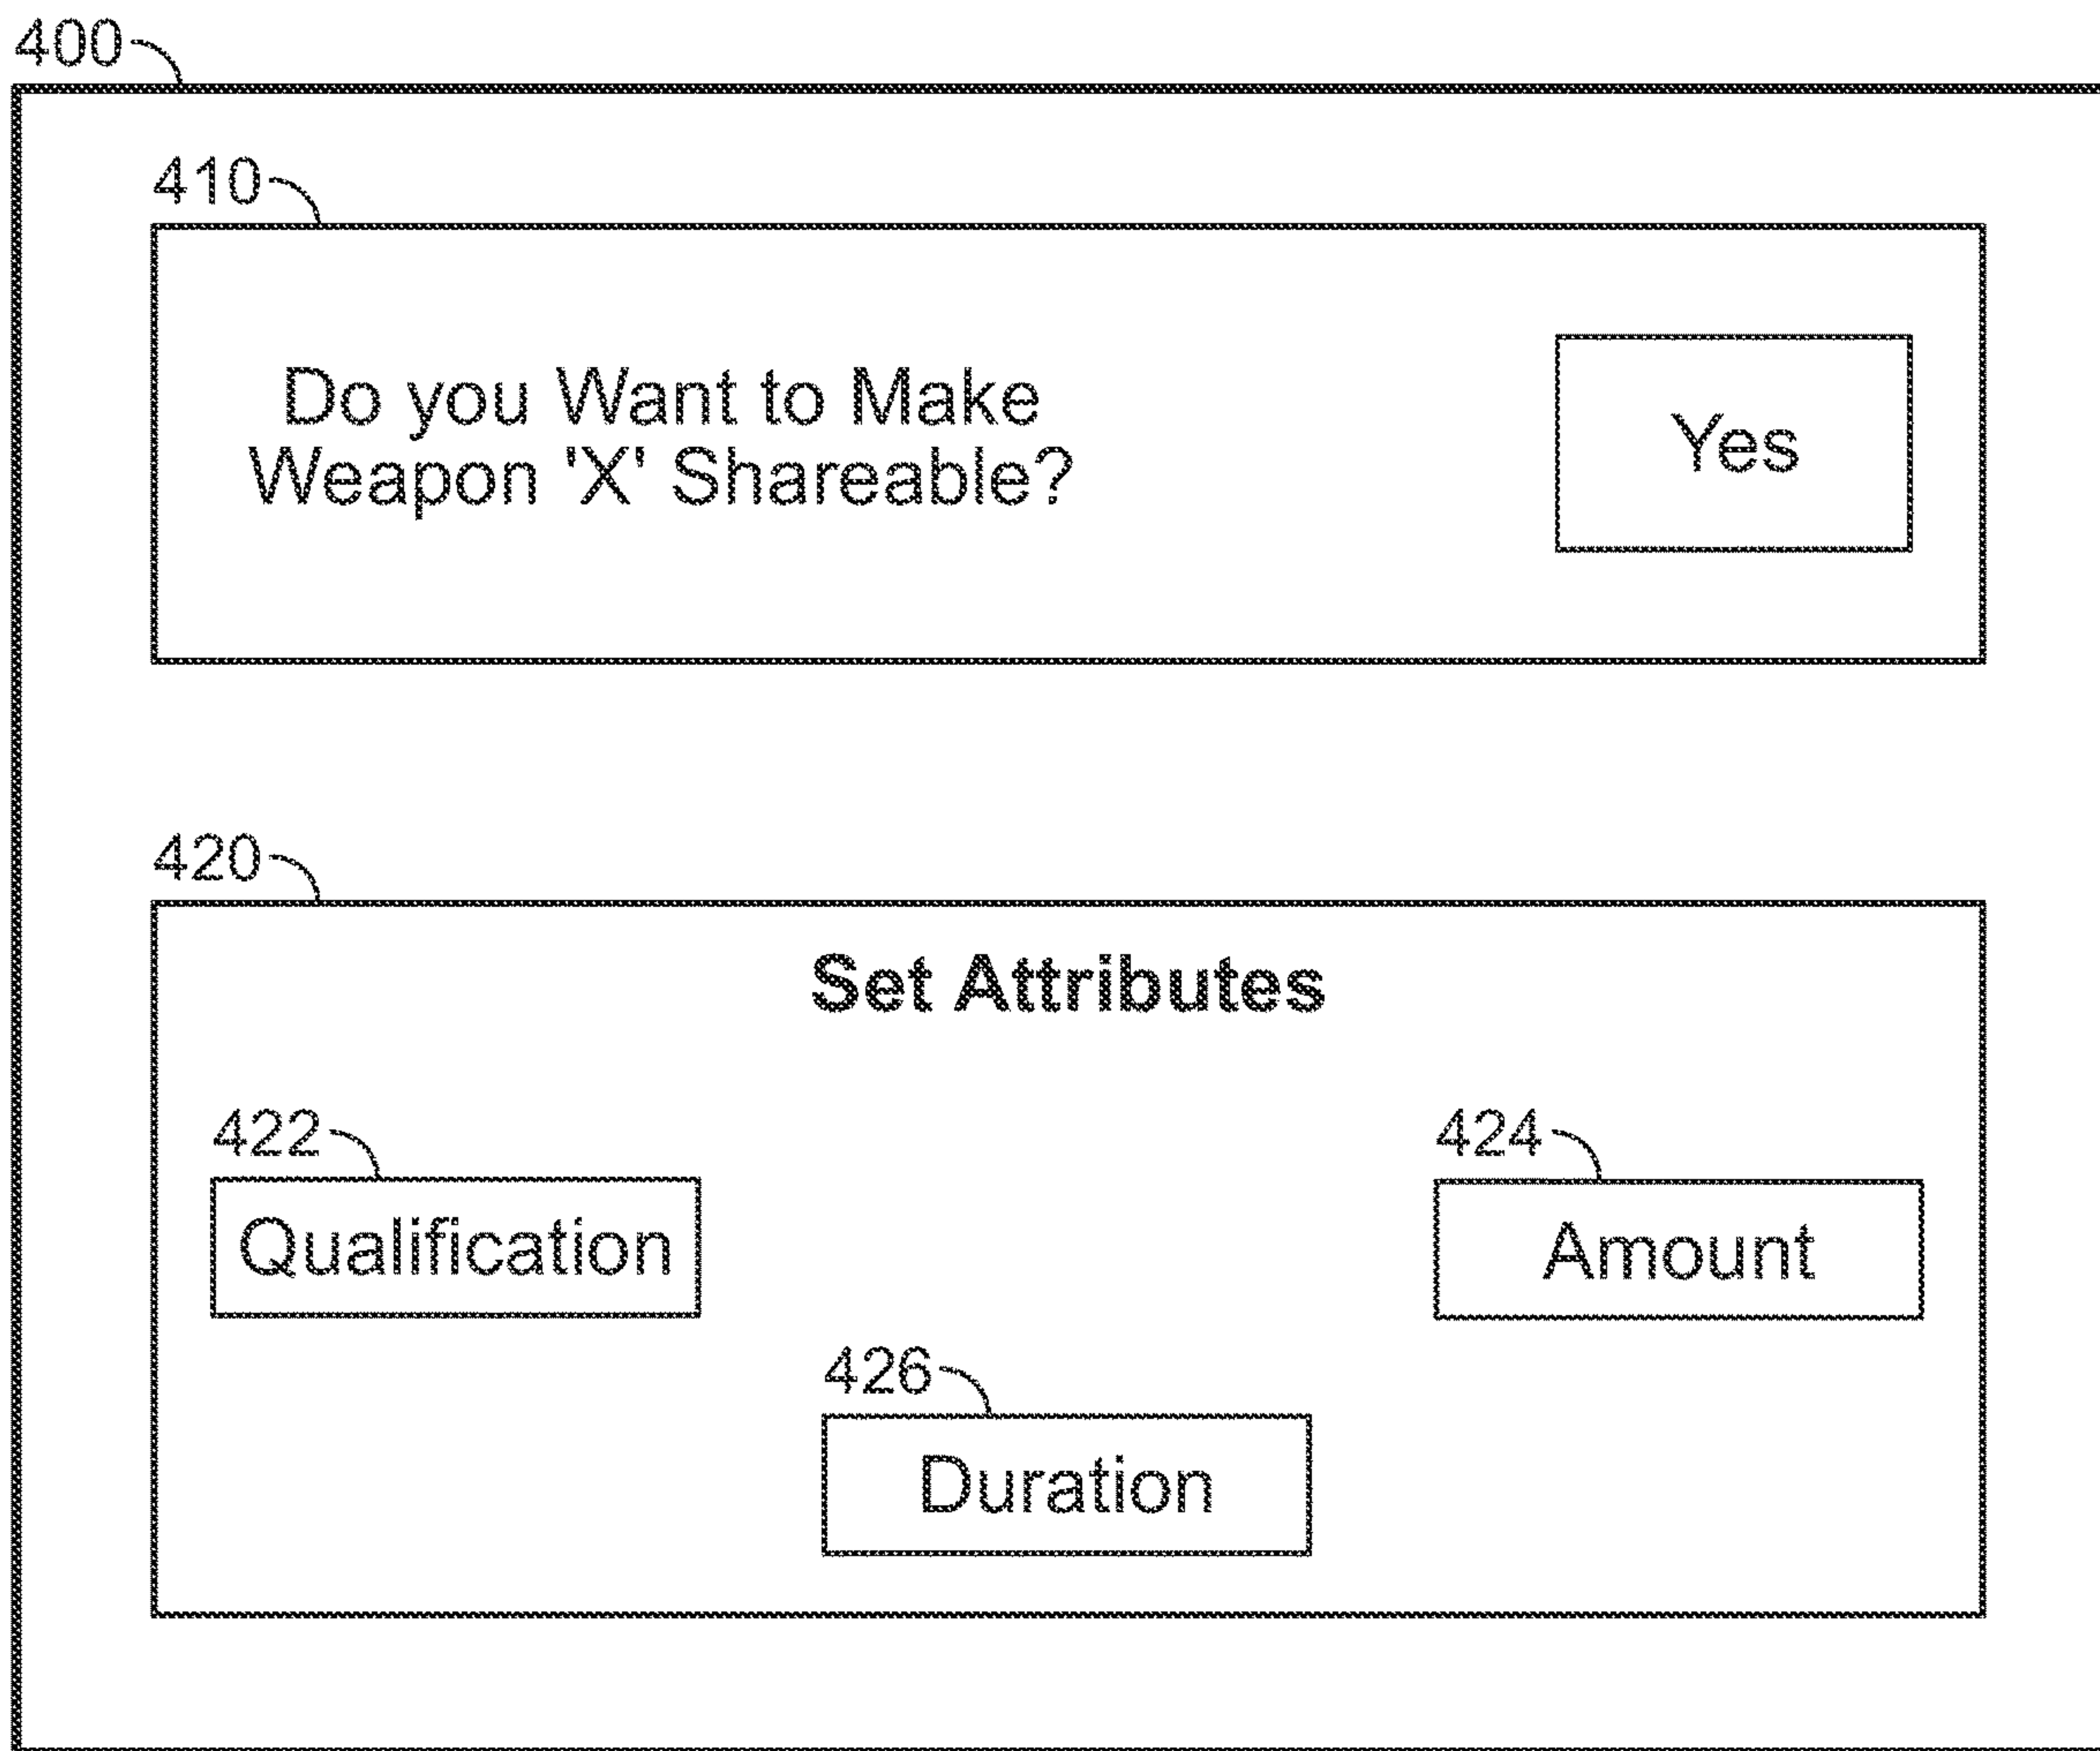 400
410
Do you Want to Make
Weapon 'X' Shareable?
Yes
420
Set Attributes
422
424
Qualification
Amount
426
Duration